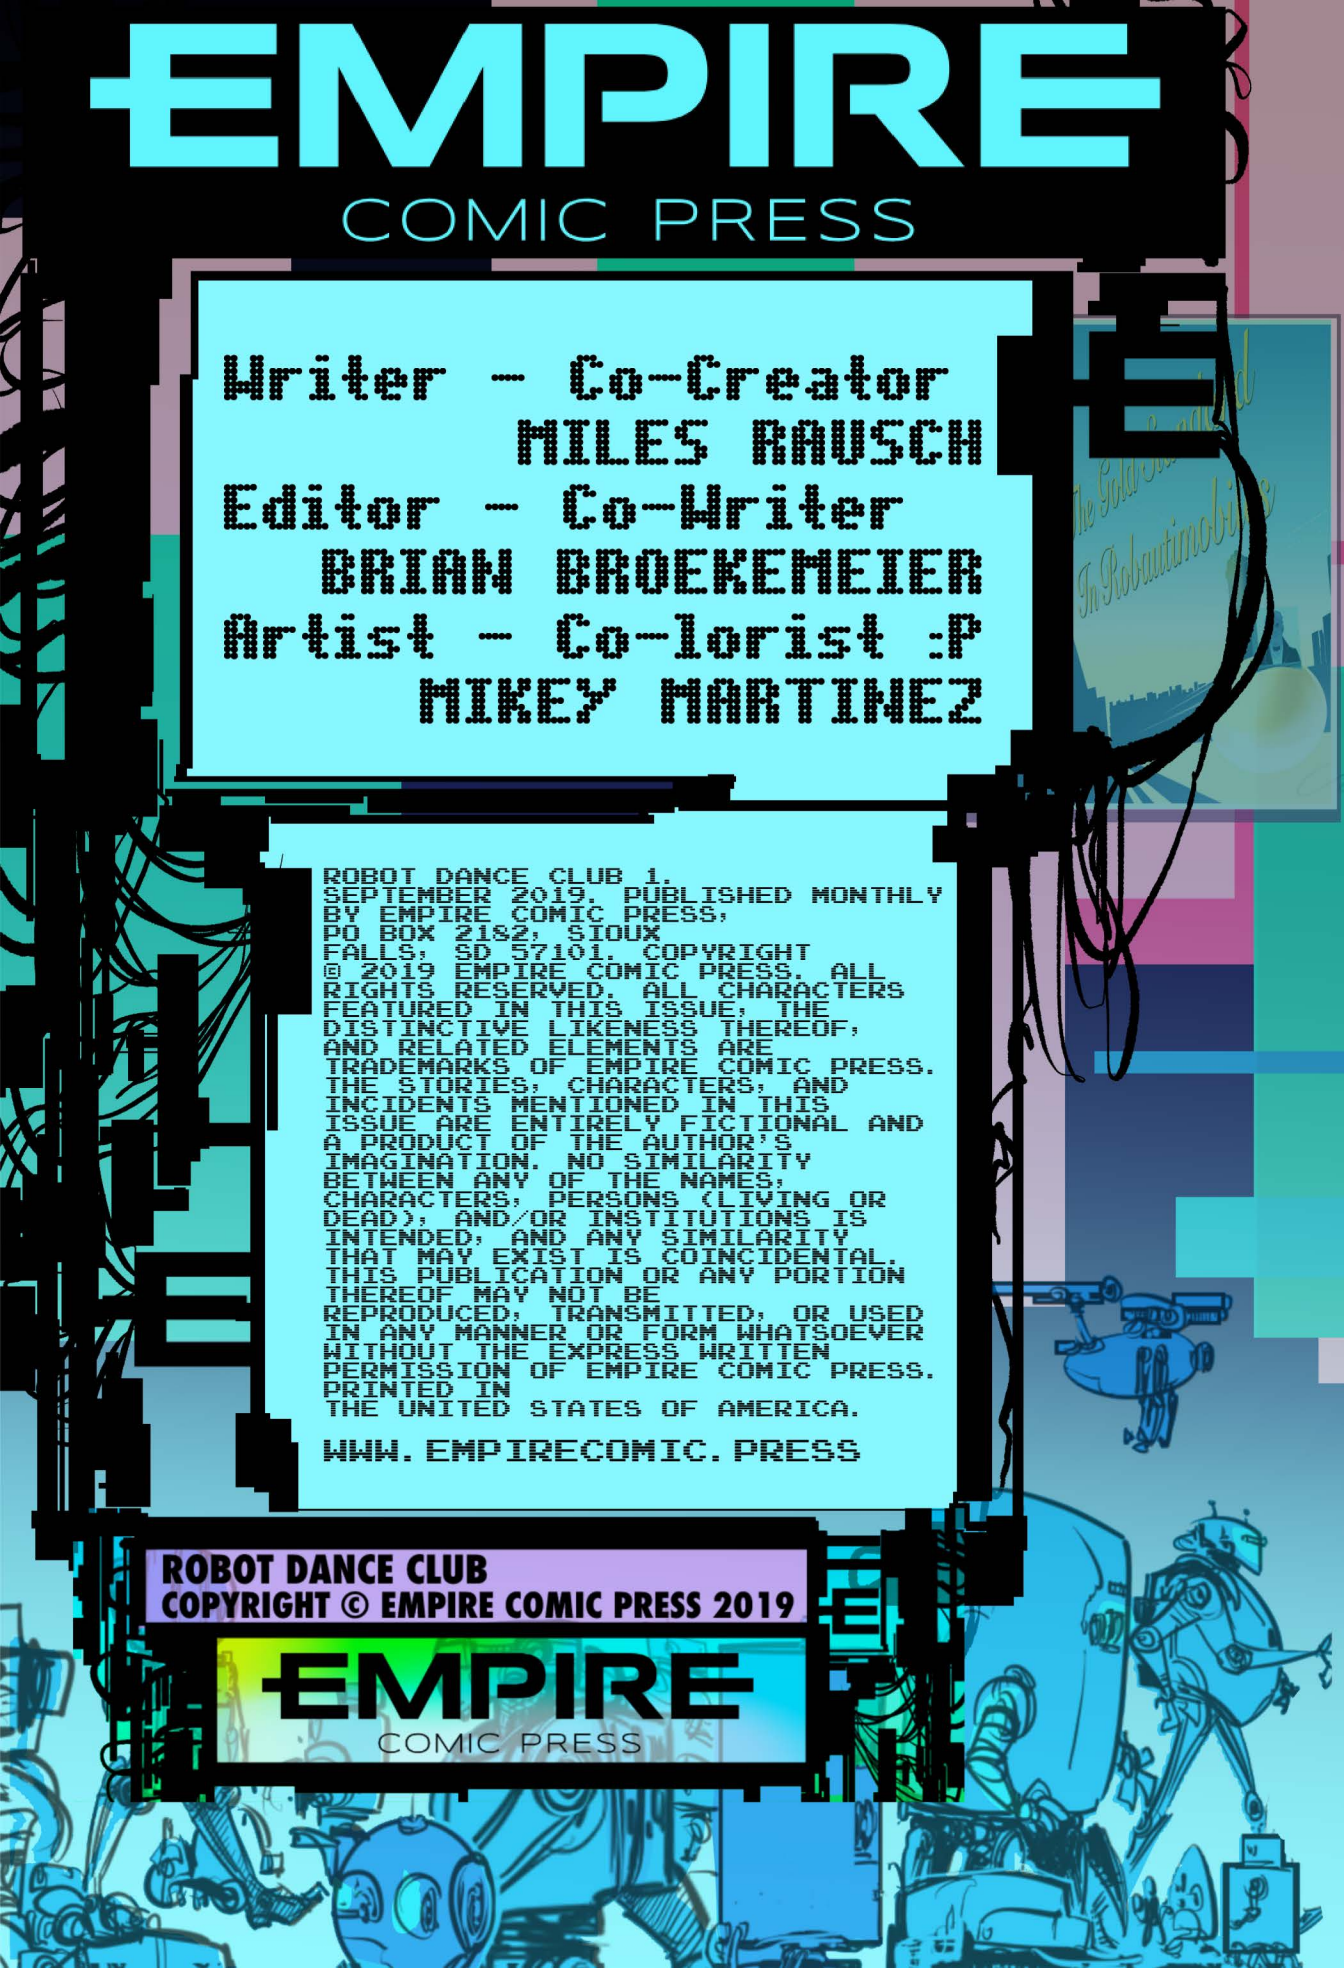 EMPIRE
COMIC PRESS
Writer - Co-Creator
MILES RAUSCH
Editor - Co-Writer
BRIAN BROEKEMEIER
Artist - Co-lorist :P
MIKEY MARTINEZ
The Gold Standard
In Robautimobiles
ROBOT DANCE CLUB 1.
SEPTEMBER 2019. PUBLISHED MONTHLY
BY EMPIRE COMIC PRESS,
PO BOX 2182, SIOUX
FALLS, SD 57101. COPYRIGHT
© 2019 EMPIRE COMIC PRESS. ALL
RIGHTS RESERVED. ALL CHARACTERS
FEATURED IN THIS ISSUE, THE
DISTINCTIVE LIKENESS THEREOF,
AND RELATED ELEMENTS ARE
TRADEMARKS OF EMPIRE COMIC PRESS.
THE STORIES, CHARACTERS, AND
INCIDENTS MENTIONED IN THIS
ISSUE ARE ENTIRELY FICTIONAL AND
A PRODUCT OF THE AUTHOR'S
IMAGINATION. NO SIMILARITY
BETWEEN ANY OF THE NAMES,
CHARACTERS, PERSONS (LIVING OR
DEAD), AND/OR INSTITUTIONS IS
INTENDED, AND ANY SIMILARITY
THAT MAY EXIST IS COINCIDENTAL.
THIS PUBLICATION OR ANY PORTION
THEREOF MAY NOT BE
REPRODUCED, TRANSMITTED, OR USED
IN ANY MANNER OR FORM WHATSOEVER
WITHOUT THE EXPRESS WRITTEN
PERMISSION OF EMPIRE COMIC PRESS.
PRINTED IN
THE UNITED STATES OF AMERICA.
WWW.EMPIRECOMIC.PRESS
ROBOT DANCE CLUB
COPYRIGHT © EMPIRE COMIC PRESS 2019
EMPIRE
COMIC PRESS